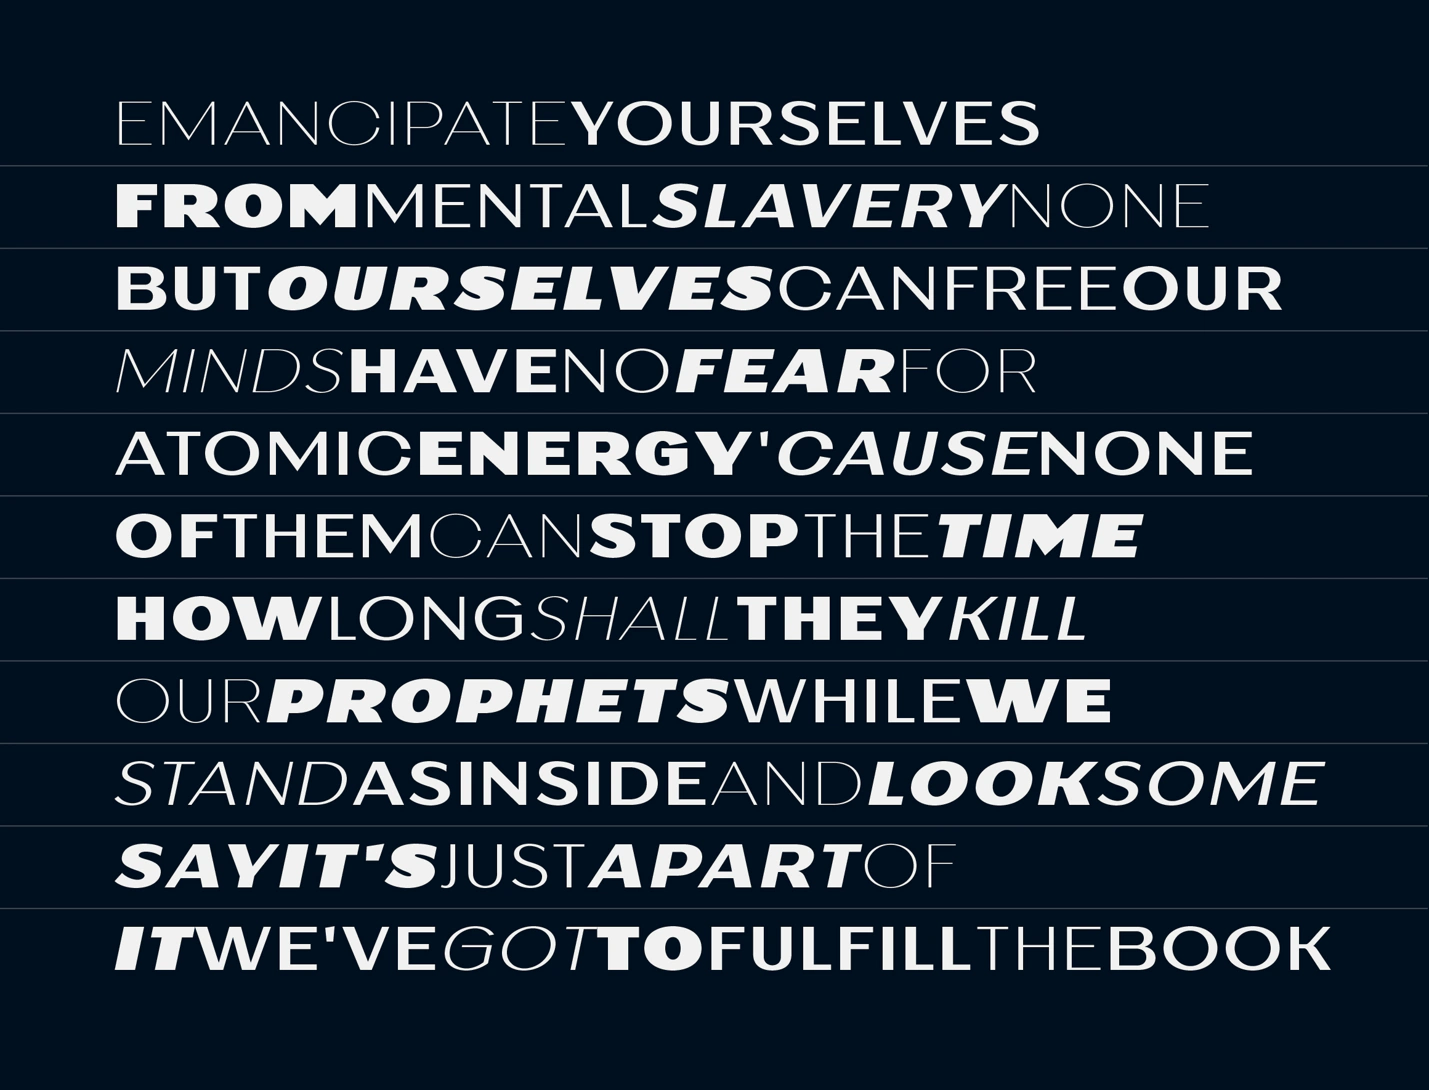 EMANCIPATEYOURSELVES
FROMMENTALSLAVERYNONE
BUTOURSELVESCANFREEOUR
MINDSHAVENOFEARFOR
ATOMICENERGY'CAUSENONE
OFTHEMCANSTOPTHETIME
HOWLONGSHALLTHEYKILL
OURPROPHETSWHILEWE
STANDASINSIDEANDLOOKSOME
SAYIT'SJUSTAPARTOF
ITWE'VEGOTTOFULFILLTHEBOOK